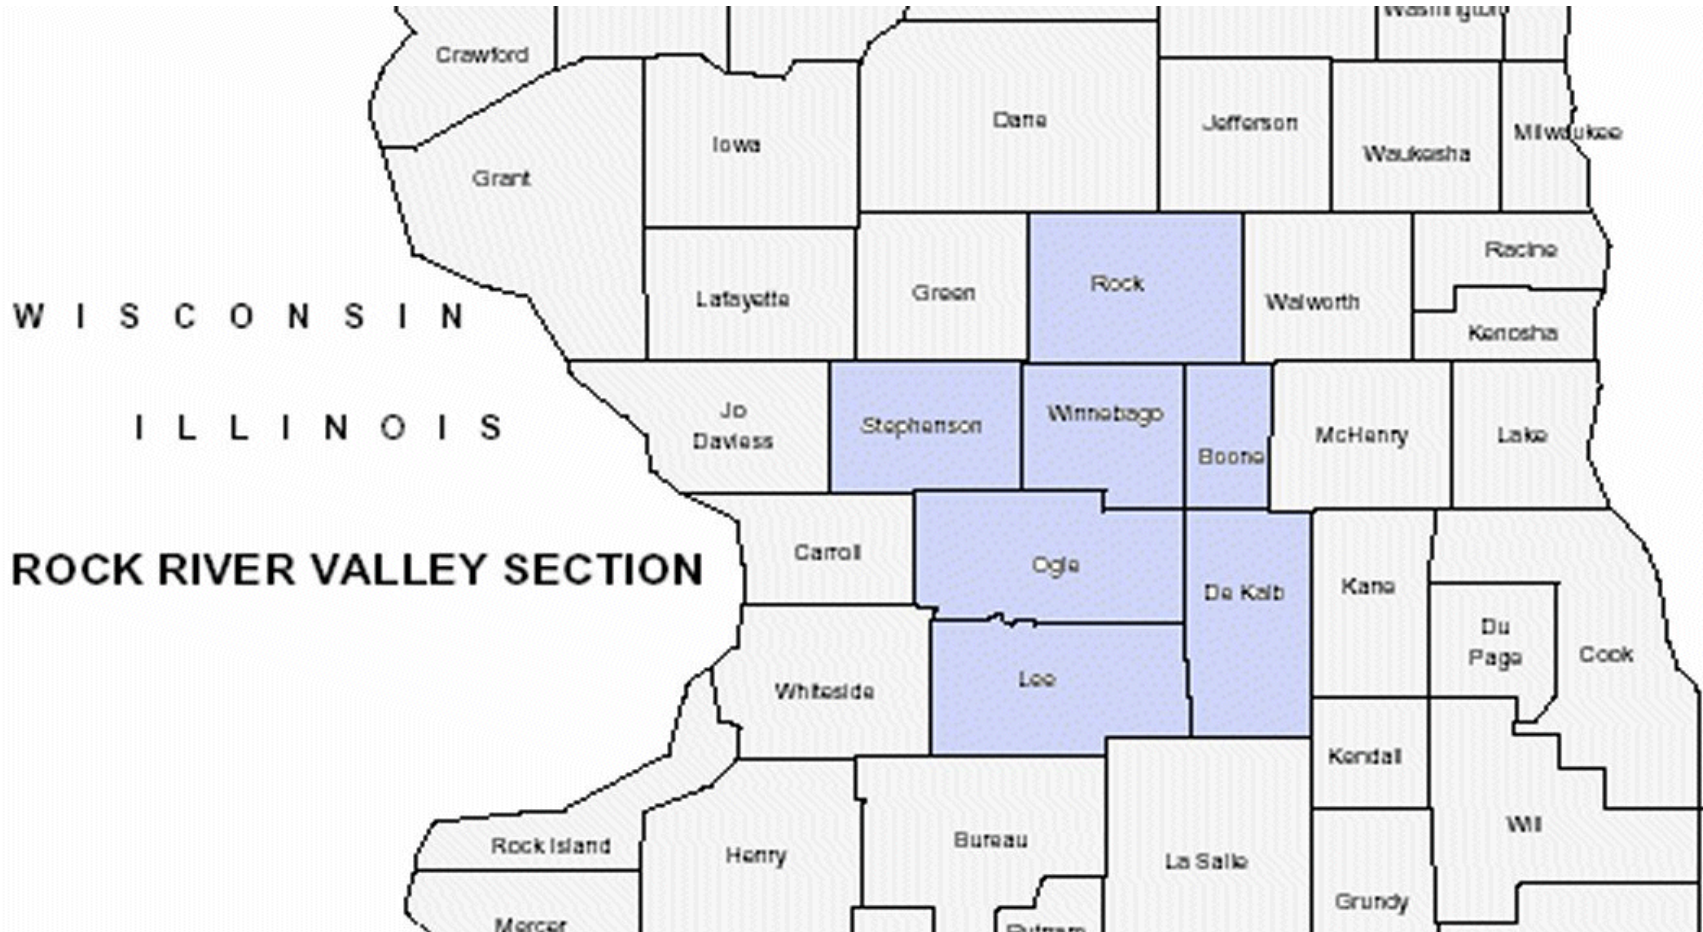 Washington
Crawford
Dane
Jefferson
Milwaukee
Iowa
Waukesha
Grant
Racine
Rock
Green
Lafayette
Walworth
WISCONSIN
Kenosha
Jo
Daviess
Stephenson
Winnebago
ILLINOIS
McHenry
Lake
Boone
Carroll
Ogle
ROCK RIVER VALLEY SECTION
De Kalb
Kane
Du
Page
Cook
Lee
Whiteside
Kendall
Will
Bureau
Rock Island
Henry
La Salle
Grundy
Mercer
Putnam